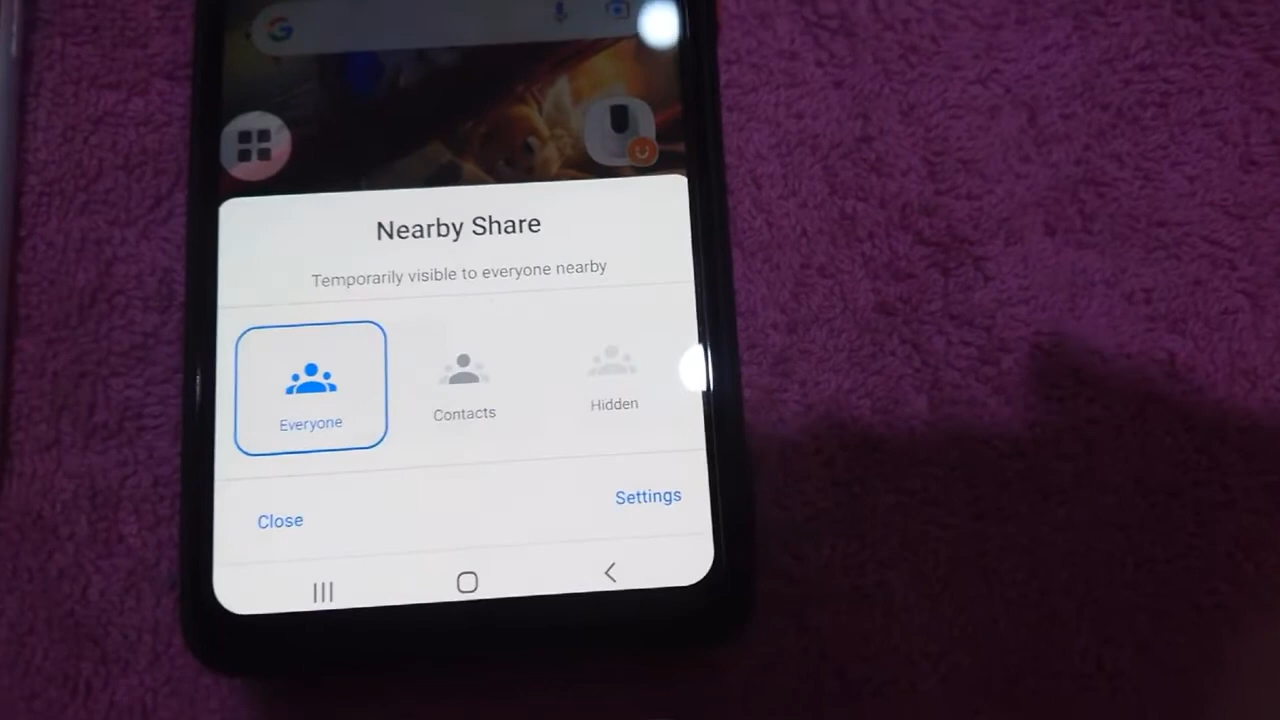 Nearby Share
Temporarily visible to everyone nearby
Everyone
Contacts
Hidden
Close
Settings